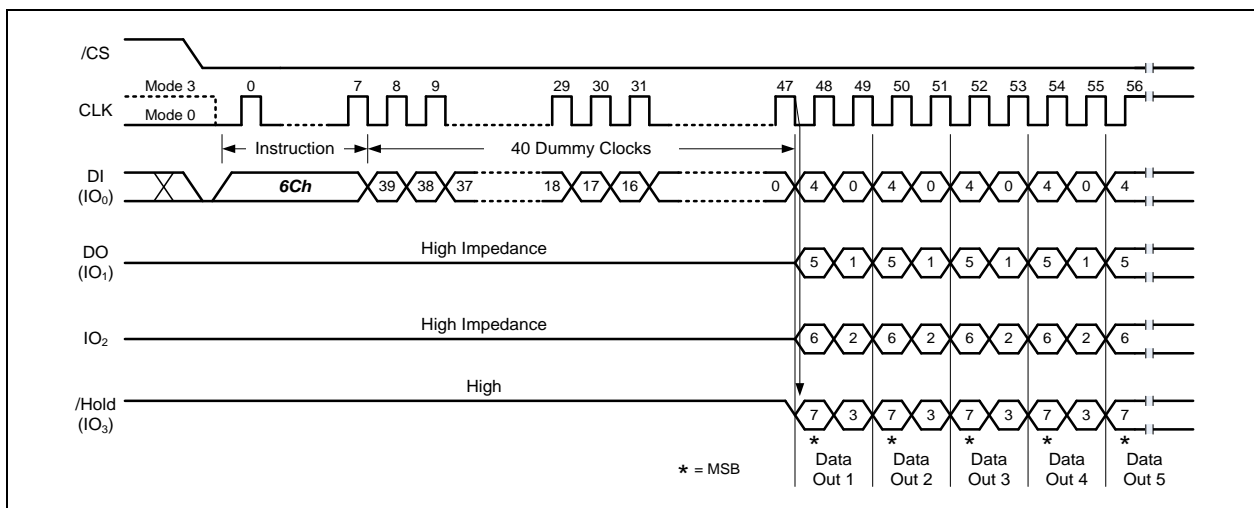 /CS
Mode 3
0 7 8 9 29 30 31 47 48 49 50 51 52 53 54 55 56
CLK
Mode 0
Instruction 40 Dummy Clocks
DI
(IO₀)
6Ch 39 38 37 18 17 16 0 4 0 4 0 4 0 4 0 4
High Impedance
DO
(IO₁)
5 1 5 1 5 1 5 1 5
High Impedance
IO₂
6 2 6 2 6 2 6 2 6
High
/Hold
(IO₃)
7 3 7 3 7 3 7 3 7
* * * * *
* = MSB
Data Out 1
Data Out 2
Data Out 3
Data Out 4
Data Out 5